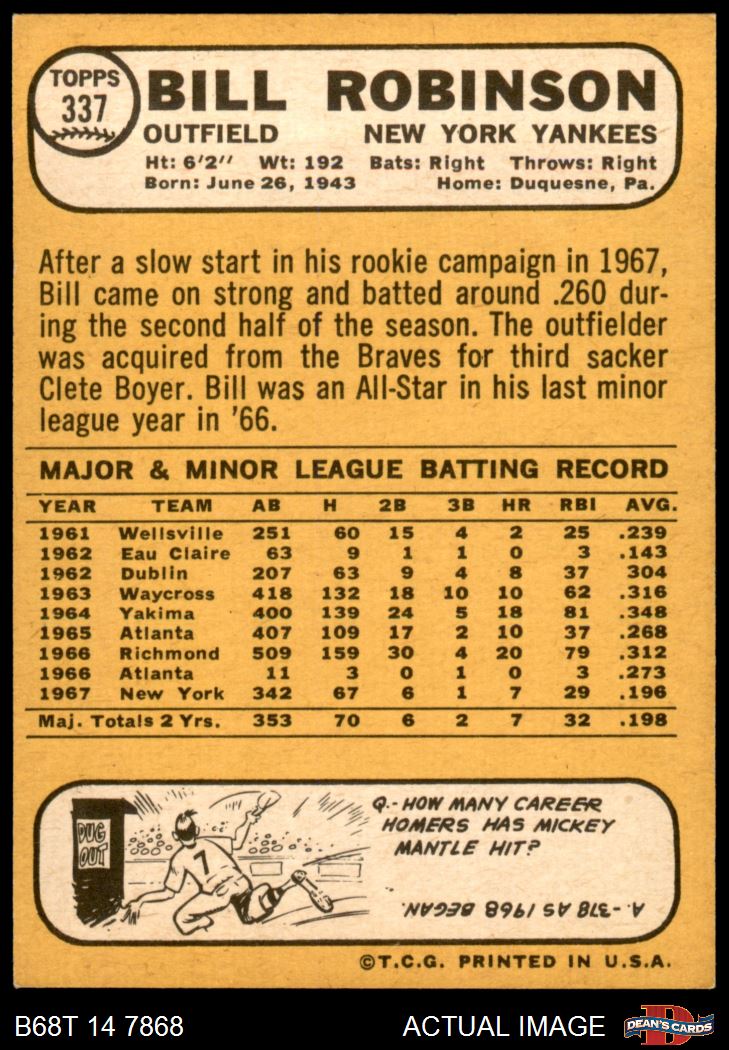 TOPPS
337
BILL ROBINSON
OUTFIELD NEW YORK YANKEES
Ht: 6'2" Wt: 192 Bats: Right Throws: Right
Born: June 26, 1943 Home: Duquesne, Pa.
After a slow start in his rookie campaign in 1967,
Bill came on strong and batted around .260 dur-
ing the second half of the season. The outfielder
was acquired from the Braves for third sacker
Clete Boyer. Bill was an All-Star in his last minor
league year in '66.
MAJOR & MINOR LEAGUE BATTING RECORD
YEAR TEAM AB H 2B 3B HR RBI AVG.
1961 Wellsville 251 60 15 4 2 25 .239
1962 Eau Claire 63 9 1 1 0 3 .143
1962 Dublin 207 63 9 4 8 37 304
1963 Waycross 418 132 18 10 10 62 .316
1964 Yakima 400 139 24 5 18 81 .348
1965 Atlanta 407 109 17 2 10 37 .268
1966 Richmond 509 159 30 4 20 79 .312
1966 Atlanta 11 3 0 1 0 3 .273
1967 New York 342 67 6 1 7 29 .196
Maj. Totals 2 Yrs. 353 70 6 2 7 32 .198
DUG
OUT
7
Q.- HOW MANY CAREER
HOMERS HAS MICKEY
MANTLE HIT?
A.- 518 AS 1968 BEGAN.
©T.C.G. PRINTED IN U.S.A.
B68T 14 7868 ACTUAL IMAGE
D
DEAN'S CARDS